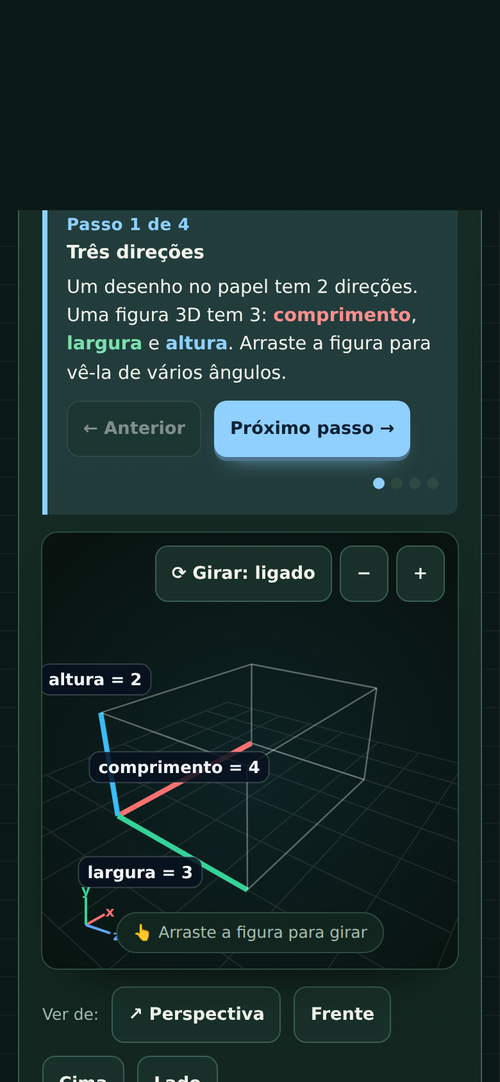 Passo 1 de 4
Três direções
Um desenho no papel tem 2 direções.
Uma figura 3D tem 3: comprimento,
largura e altura. Arraste a figura para
vê-la de vários ângulos.
← Anterior
Próximo passo →
⟳ Girar: ligado
−
+
altura = 2
comprimento = 4
largura = 3
y
x
z
👆 Arraste a figura para girar
Ver de:
↗ Perspectiva
Frente
Cima
Lado